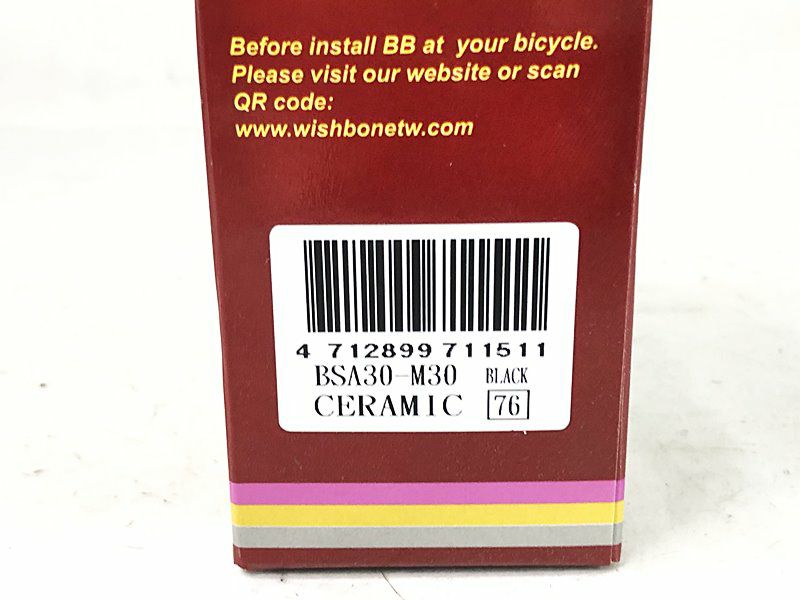 Before install BB at your bicycle.
Please visit our website or scan
QR code:
www.wishbonetw.com
4 712899 711511
BSA30-M30 BLACK
CERAMIC 76